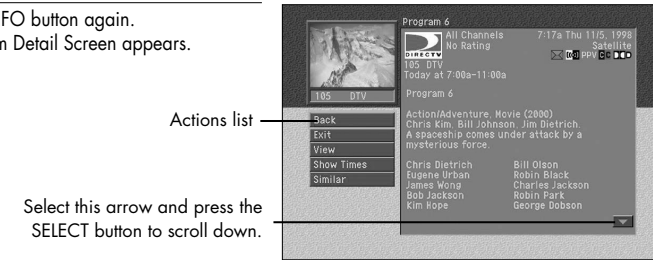 FO button again.
m Detail Screen appears.
Actions list
Select this arrow and press the
SELECT button to scroll down.
105 DTV
Back
Exit
View
Show Times
Similar
Program 6
DIRECTV
All Channels 7:17a Thu 11/5, 1998
No Rating Satellite
PPV CC
105 DTV
Today at 7:00a-11:00a
Program 6
Action/Adventure, Movie (2000)
Chris Kim, Bill Johnson, Jim Dietrich.
A spaceship comes under attack by a
mysterious force.
Chris Dietrich Bill Olson
Eugene Urban Robin Black
James Wong Charles Jackson
Bob Jackson Robin Park
Kim Hope George Dobson